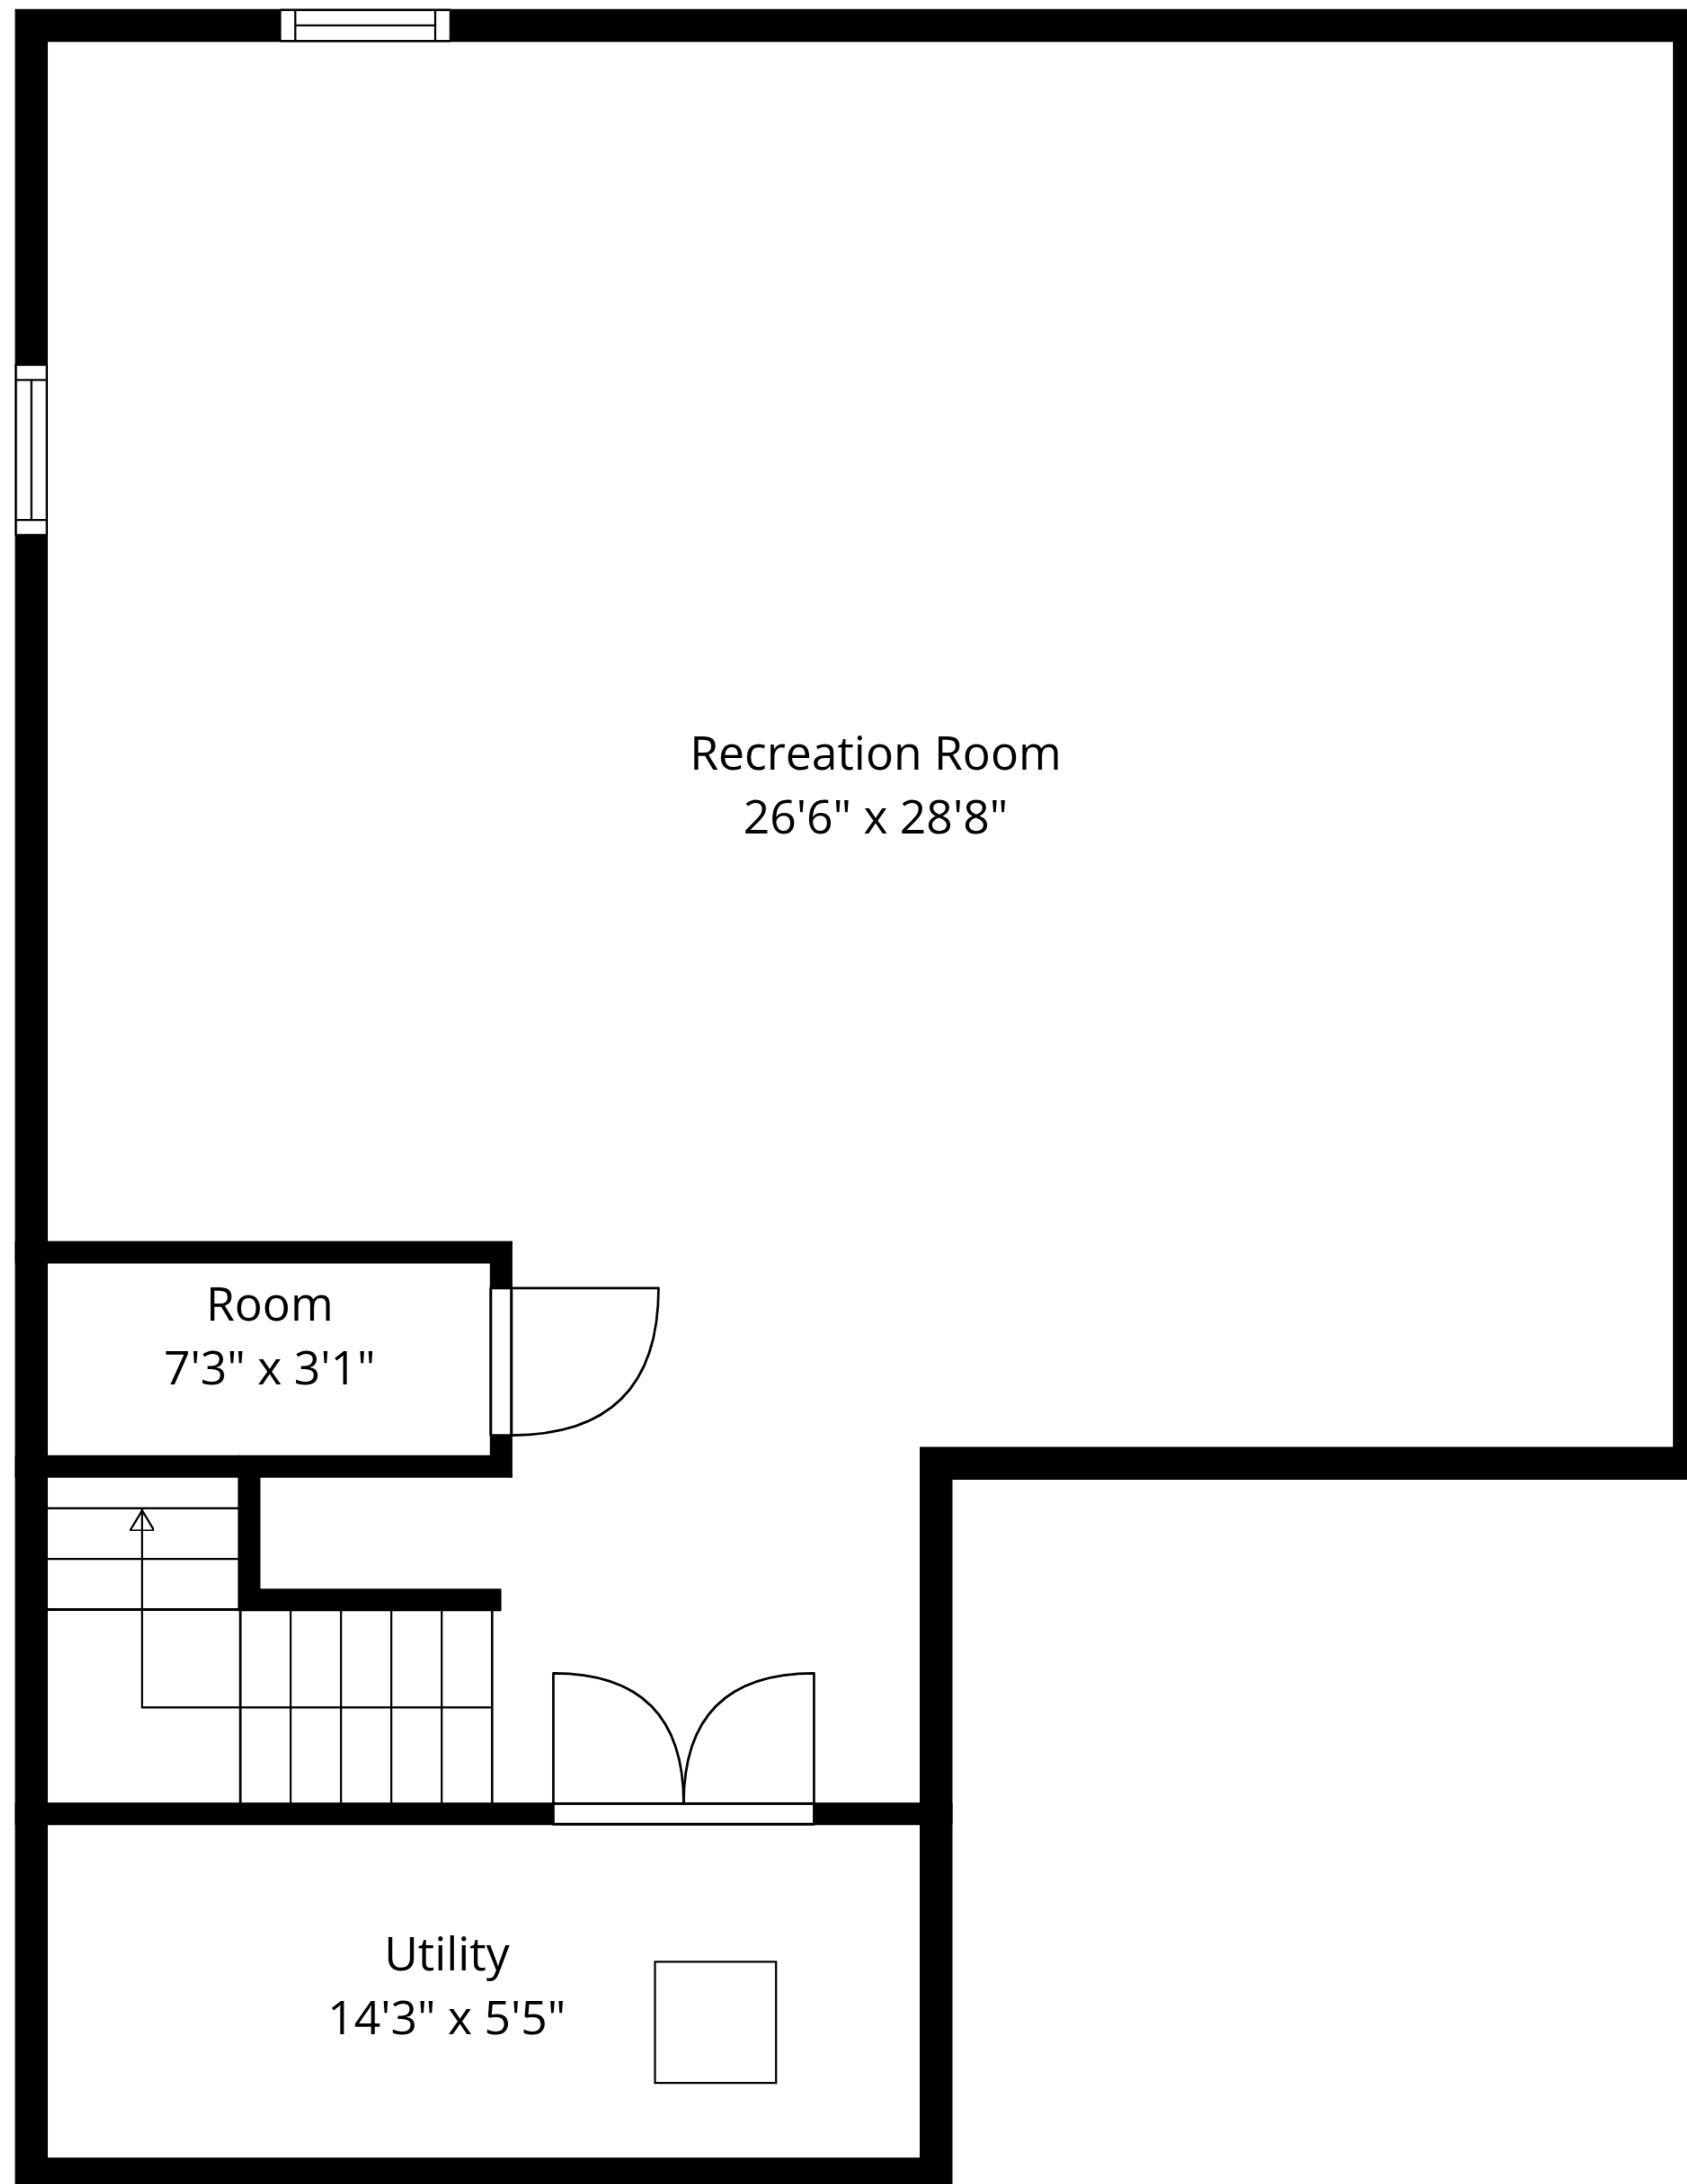 Recreation Room
26'6" x 28'8"
Room
7'3" x 3'1"
Utility
14'3" x 5'5"